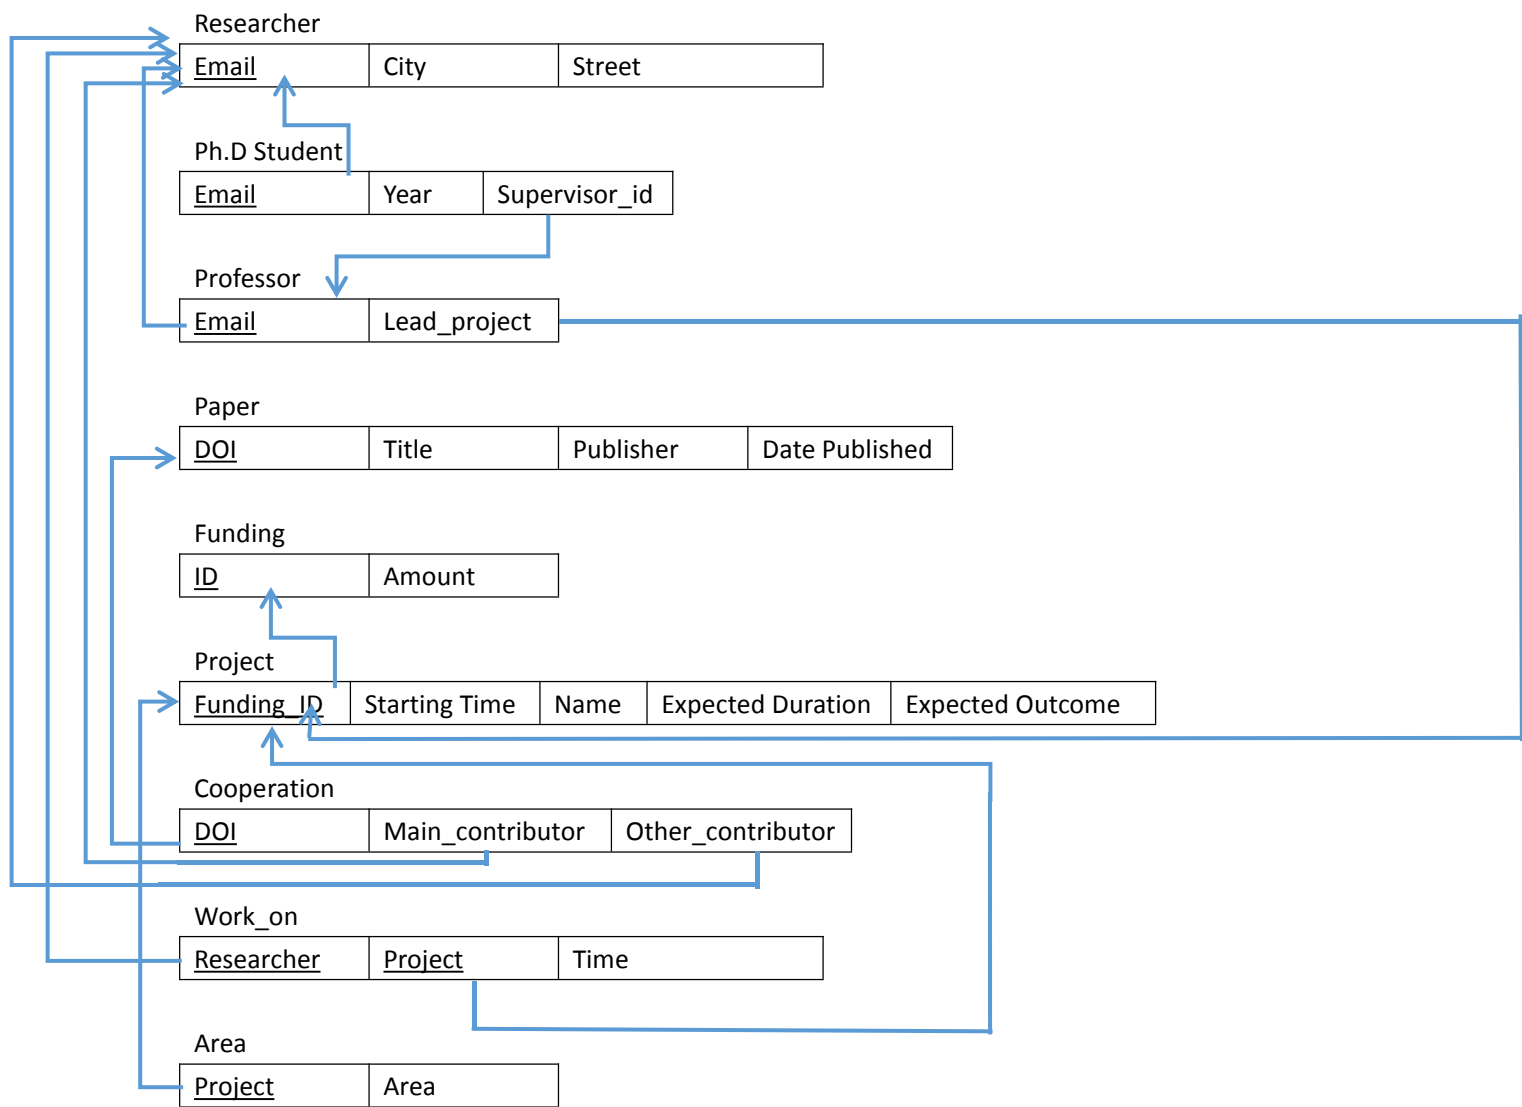 Researcher
Email City Street
Ph.D Student
Email Year Supervisor_id
Professor
Email Lead_project
Paper
DOI Title Publisher Date Published
Funding
ID Amount
Project
Funding_ID Starting Time Name Expected Duration Expected Outcome
Cooperation
DOI Main_contributor Other_contributor
Work_on
Researcher Project Time
Area
Project Area